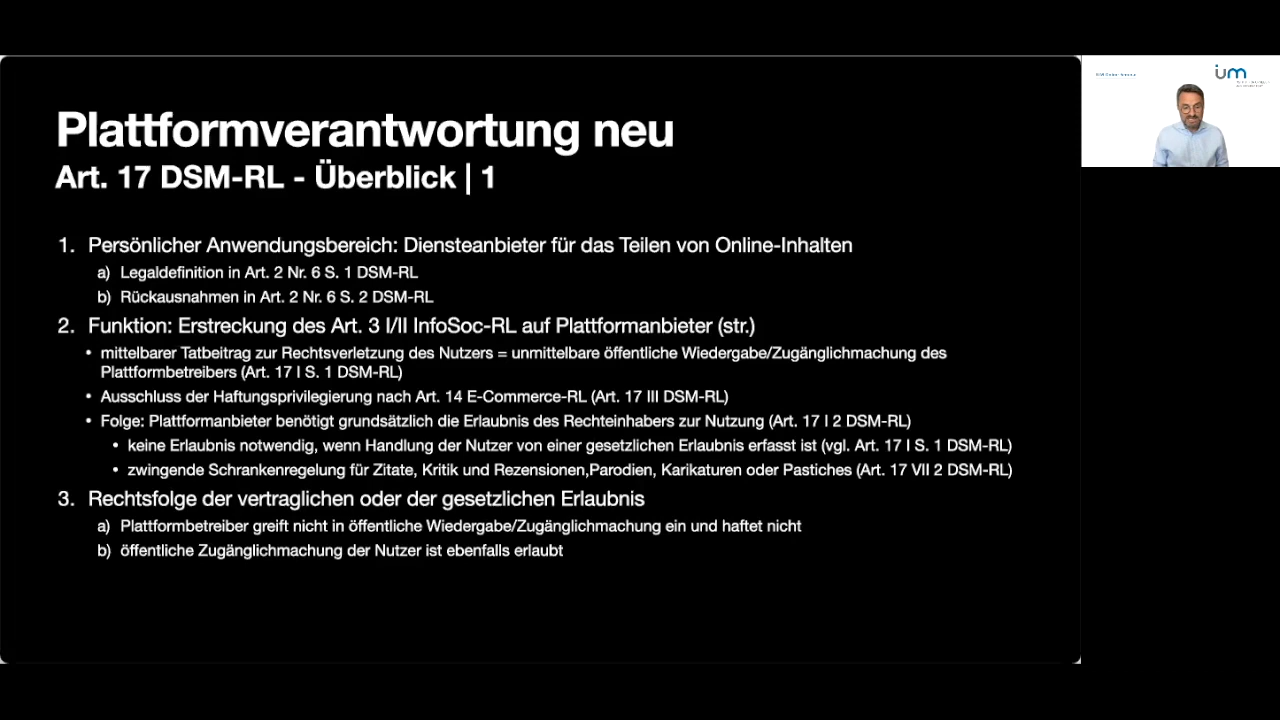 Plattformverantwortung neu
Art. 17 DSM-RL - Überblick | 1
1. Persönlicher Anwendungsbereich: Diensteanbieter für das Teilen von Online-Inhalten
a) Legaldefinition in Art. 2 Nr. 6 S. 1 DSM-RL
b) Rückausnahmen in Art. 2 Nr. 6 S. 2 DSM-RL
2. Funktion: Erstreckung des Art. 3 I/II InfoSoc-RL auf Plattformanbieter (str.)
• mittelbarer Tatbeitrag zur Rechtsverletzung des Nutzers = unmittelbare öffentliche Wiedergabe/Zugänglichmachung des
Plattformbetreibers (Art. 17 I S. 1 DSM-RL)
• Ausschluss der Haftungsprivilegierung nach Art. 14 E-Commerce-RL (Art. 17 III DSM-RL)
• Folge: Plattformanbieter benötigt grundsätzlich die Erlaubnis des Rechteinhabers zur Nutzung (Art. 17 I 2 DSM-RL)
• keine Erlaubnis notwendig, wenn Handlung der Nutzer von einer gesetzlichen Erlaubnis erfasst ist (vgl. Art. 17 I S. 1 DSM-RL)
• zwingende Schrankenregelung für Zitate, Kritik und Rezensionen,Parodien, Karikaturen oder Pastiches (Art. 17 VII 2 DSM-RL)
3. Rechtsfolge der vertraglichen oder der gesetzlichen Erlaubnis
a) Plattformbetreiber greift nicht in öffentliche Wiedergabe/Zugänglichmachung ein und haftet nicht
b) öffentliche Zugänglichmachung der Nutzer ist ebenfalls erlaubt
um